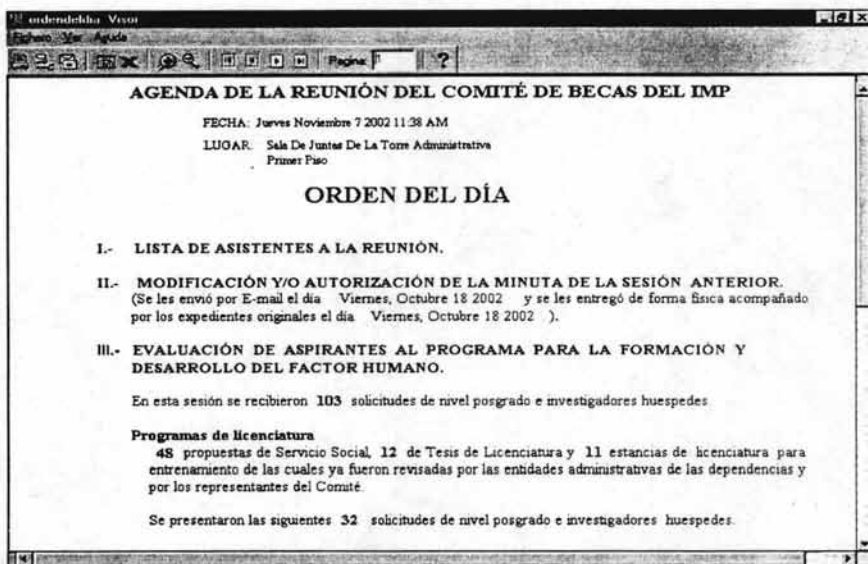 ordendeldia Visor
Fichero Ver Ayuda
Pagina: 1
AGENDA DE LA REUNIÓN DEL COMITÉ DE BECAS DEL IMP
FECHA: Jueves Noviembre 7 2002 11:38 AM
LUGAR: Sala De Juntas De La Torre Administrativa
Primer Piso
ORDEN DEL DÍA
I.- LISTA DE ASISTENTES A LA REUNIÓN.
II.- MODIFICACIÓN Y/O AUTORIZACIÓN DE LA MINUTA DE LA SESIÓN ANTERIOR.
(Se les envió por E-mail el día Viernes, Octubre 18 2002 y se les entregó de forma física acompañado
por los expedientes originales el día Viernes, Octubre 18 2002 ).
III.- EVALUACIÓN DE ASPIRANTES AL PROGRAMA PARA LA FORMACIÓN Y
DESARROLLO DEL FACTOR HUMANO.
En esta sesión se recibieron 103 solicitudes de nivel posgrado e investigadores huespedes.
Programas de licenciatura
48 propuestas de Servicio Social, 12 de Tesis de Licenciatura y 11 estancias de licenciatura para
entrenamiento de las cuales ya fueron revisadas por las entidades administrativas de las dependencias y
por los representantes del Comité.
Se presentaron las siguientes 32 solicitudes de nivel posgrado e investigadores huespedes.